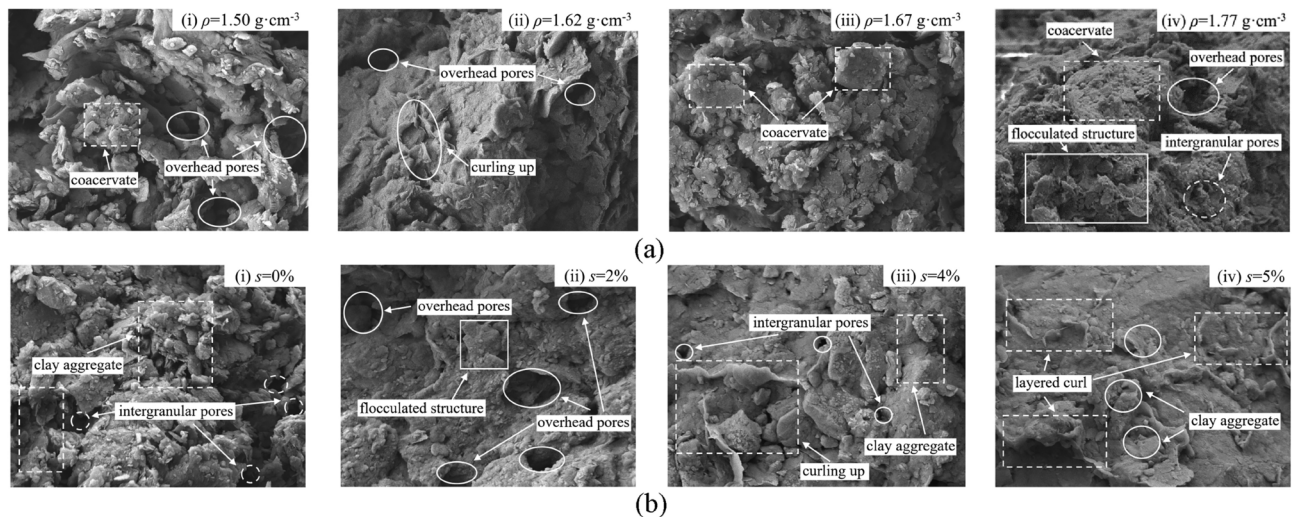 (i) ρ=1.50 g·cm-3
coacervate
overhead pores
(ii) ρ=1.62 g·cm-3
overhead pores
curling up
(iii) ρ=1.67 g·cm-3
coacervate
(iv) ρ=1.77 g·cm-3
coacervate
overhead pores
flocculated structure
intergranular pores
(a)
(i) s=0%
clay aggregate
intergranular pores
(ii) s=2%
overhead pores
flocculated structure
overhead pores
(iii) s=4%
intergranular pores
clay aggregate
curling up
(iv) s=5%
layered curl
clay aggregate
(b)